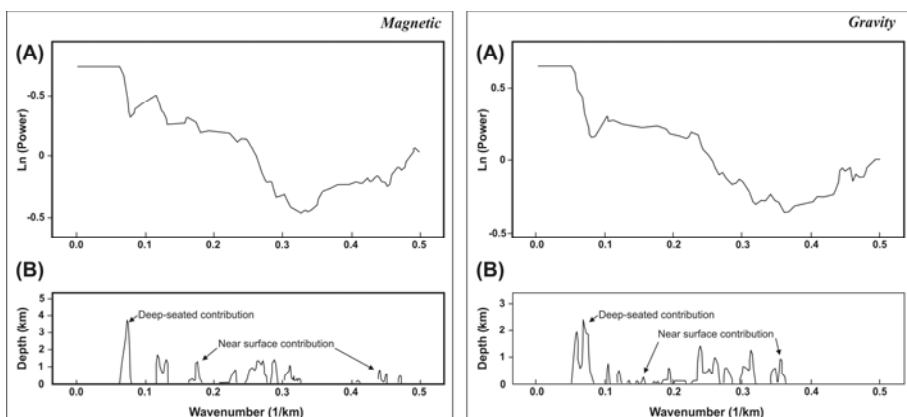 Magnetic
(A)
Ln (Power)
-0.5
0
-0.5
0.0 0.1 0.2 0.3 0.4 0.5
(B)
Depth (km)
5
4
3
2
1
0
Deep-seated contribution
Near surface contribution
0.0 0.1 0.2 0.3 0.4 0.5
Wavenumber (1/km)
Gravity
(A)
Ln (Power)
0.5
0
-0.5
0.0 0.1 0.2 0.3 0.4 0.5
(B)
Depth (km)
3
2
1
0
Deep-seated contribution
Near surface contribution
0.0 0.1 0.2 0.3 0.4 0.5
Wavenumber (1/km)